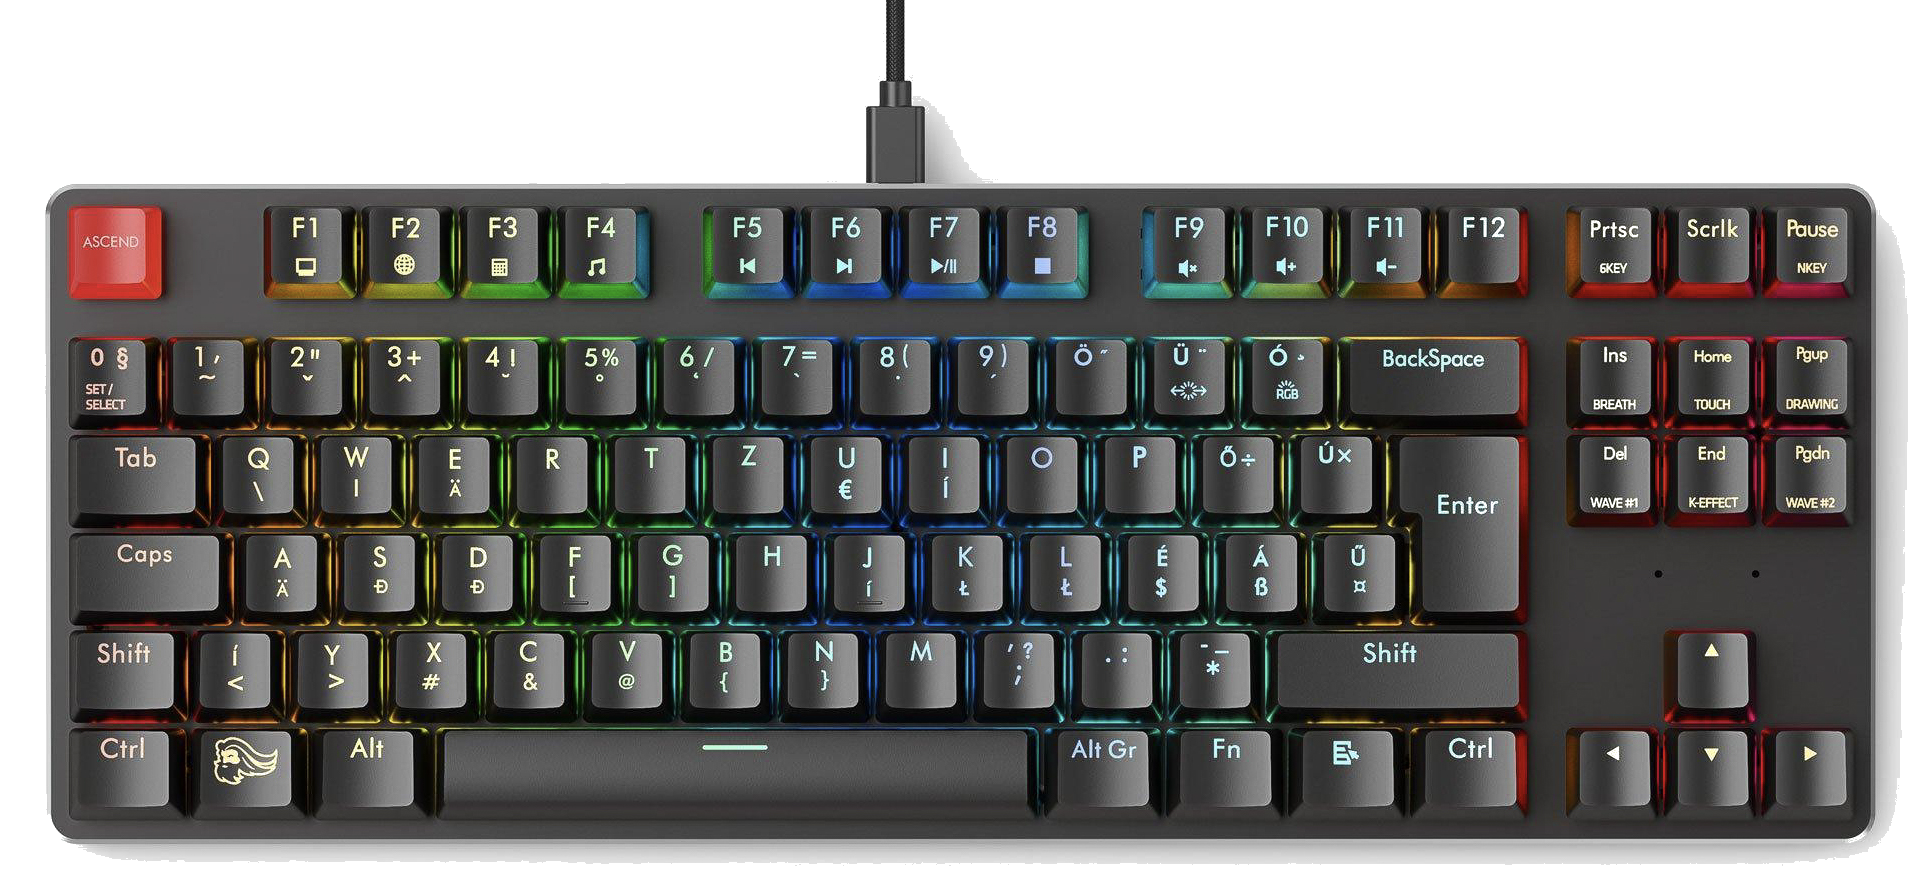 ASCEND F1 F2 F3 F4 F5 F6 F7 F8 F9 F10 F11 F12 Prtsc Scrlk Pause
6KEY NKEY
0 § 1 ' 2 " 3 + 4 ! 5 % 6 / 7 = 8 ( 9 ) Ö ˝ Ü ¨ Ó ¸ BackSpace Ins Home Pgup
~ ˇ ^ ˘ ° ˛ ` ˙ ´
SET / SELECT RGB BREATH TOUCH DRAWING
Tab Q W E R T Z U I O P Ő ÷ Ú × Enter Del End Pgdn
\ | Ä € Í WAVE #1 K-EFFECT WAVE #2
Caps A S D F G H J K L É Á Ű
Ä Đ Đ [ ] í Ł Ł $ ß ¤
Shift í Y X C V B N M ' ? . : - – Shift ▲
< > # & @ { } ; *
Ctrl Alt Alt Gr Fn Ctrl ◄ ▼ ►